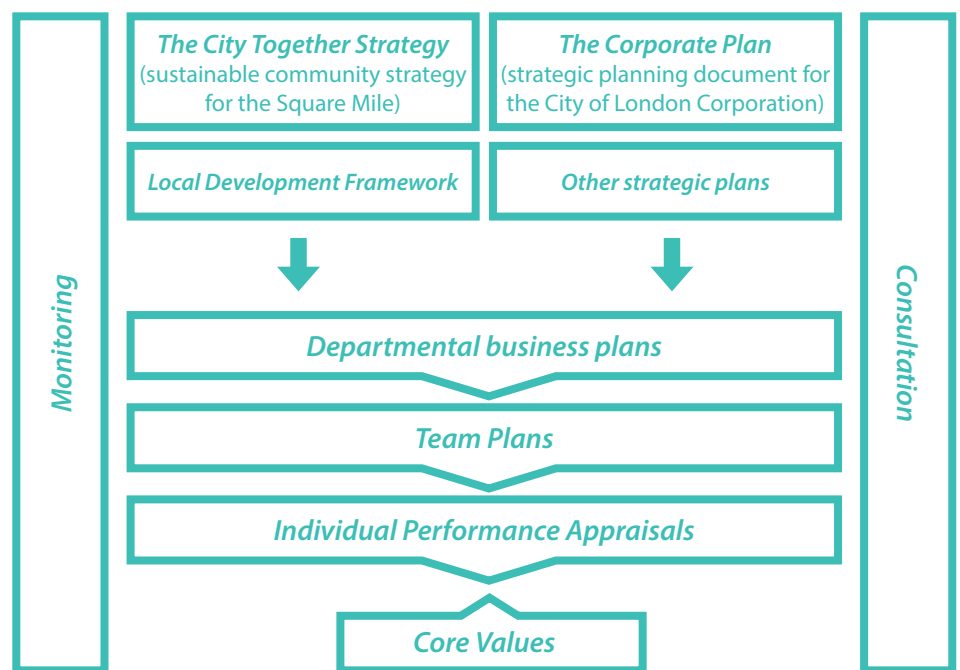 Monitoring
The City Together Strategy
(sustainable community strategy
for the Square Mile)
The Corporate Plan
(strategic planning document for
the City of London Corporation)
Local Development Framework
Other strategic plans
Departmental business plans
Team Plans
Individual Performance Appraisals
Core Values
Consultation